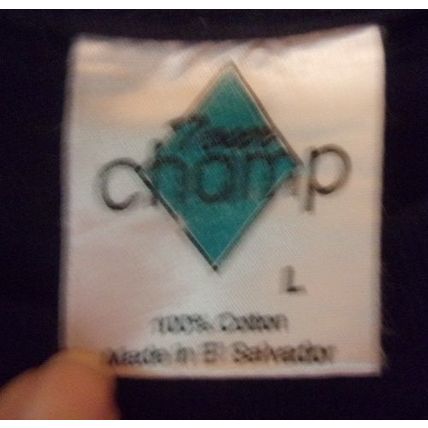 champ
L
100% Cotton
Made in El Salvador